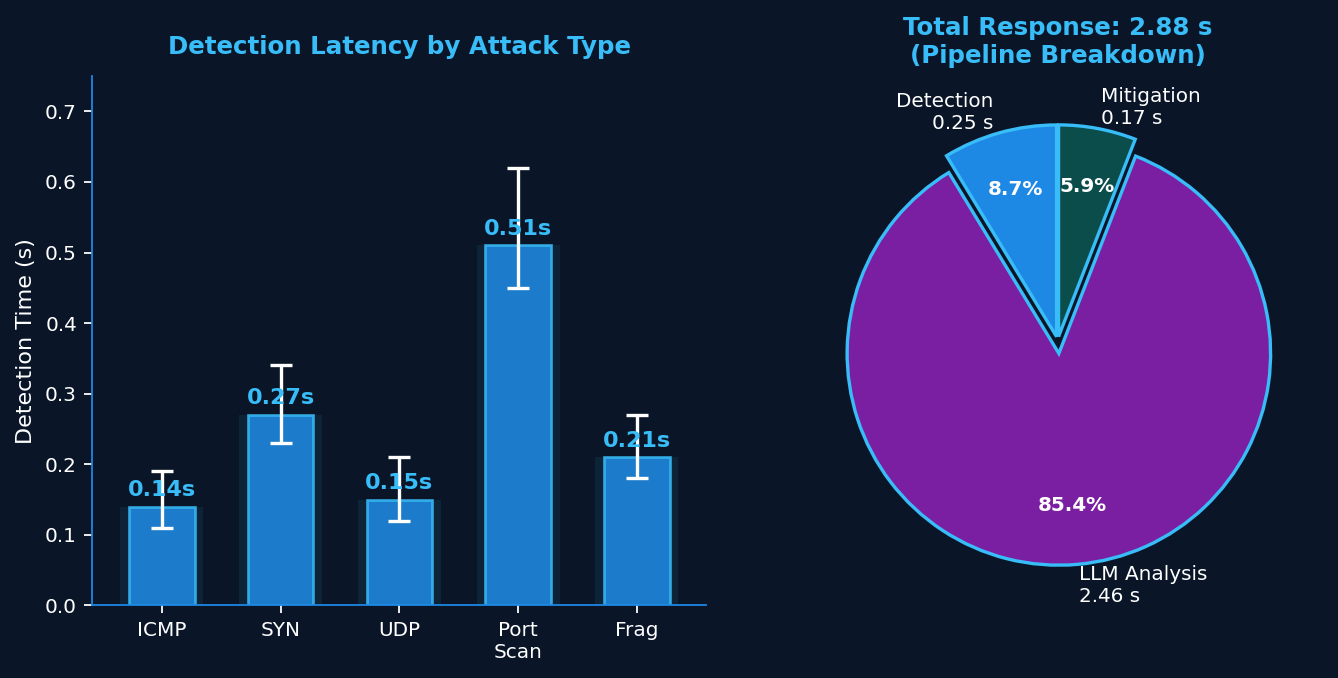 Detection Latency by Attack Type
Detection Time (s)
0.7
0.6
0.5
0.4
0.3
0.2
0.1
0.0
0.14s
0.27s
0.15s
0.51s
0.21s
ICMP
SYN
UDP
Port
Scan
Frag
Total Response: 2.88 s
(Pipeline Breakdown)
Detection
0.25 s
Mitigation
0.17 s
8.7%
5.9%
85.4%
LLM Analysis
2.46 s